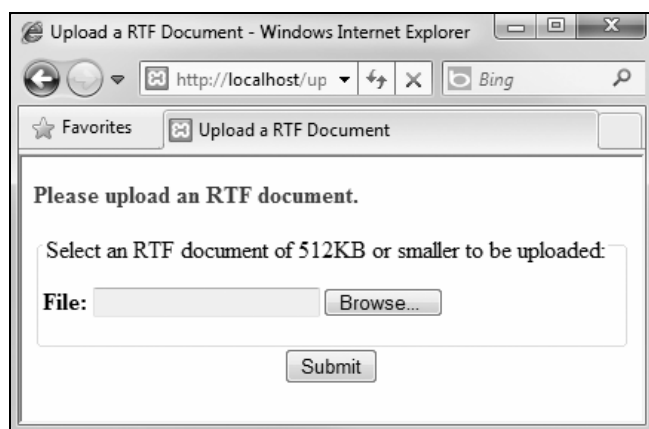 Upload a RTF Document - Windows Internet Explorer
http://localhost/up
Bing
Favorites
Upload a RTF Document
Please upload an RTF document.
Select an RTF document of 512KB or smaller to be uploaded:
File:
Browse...
Submit